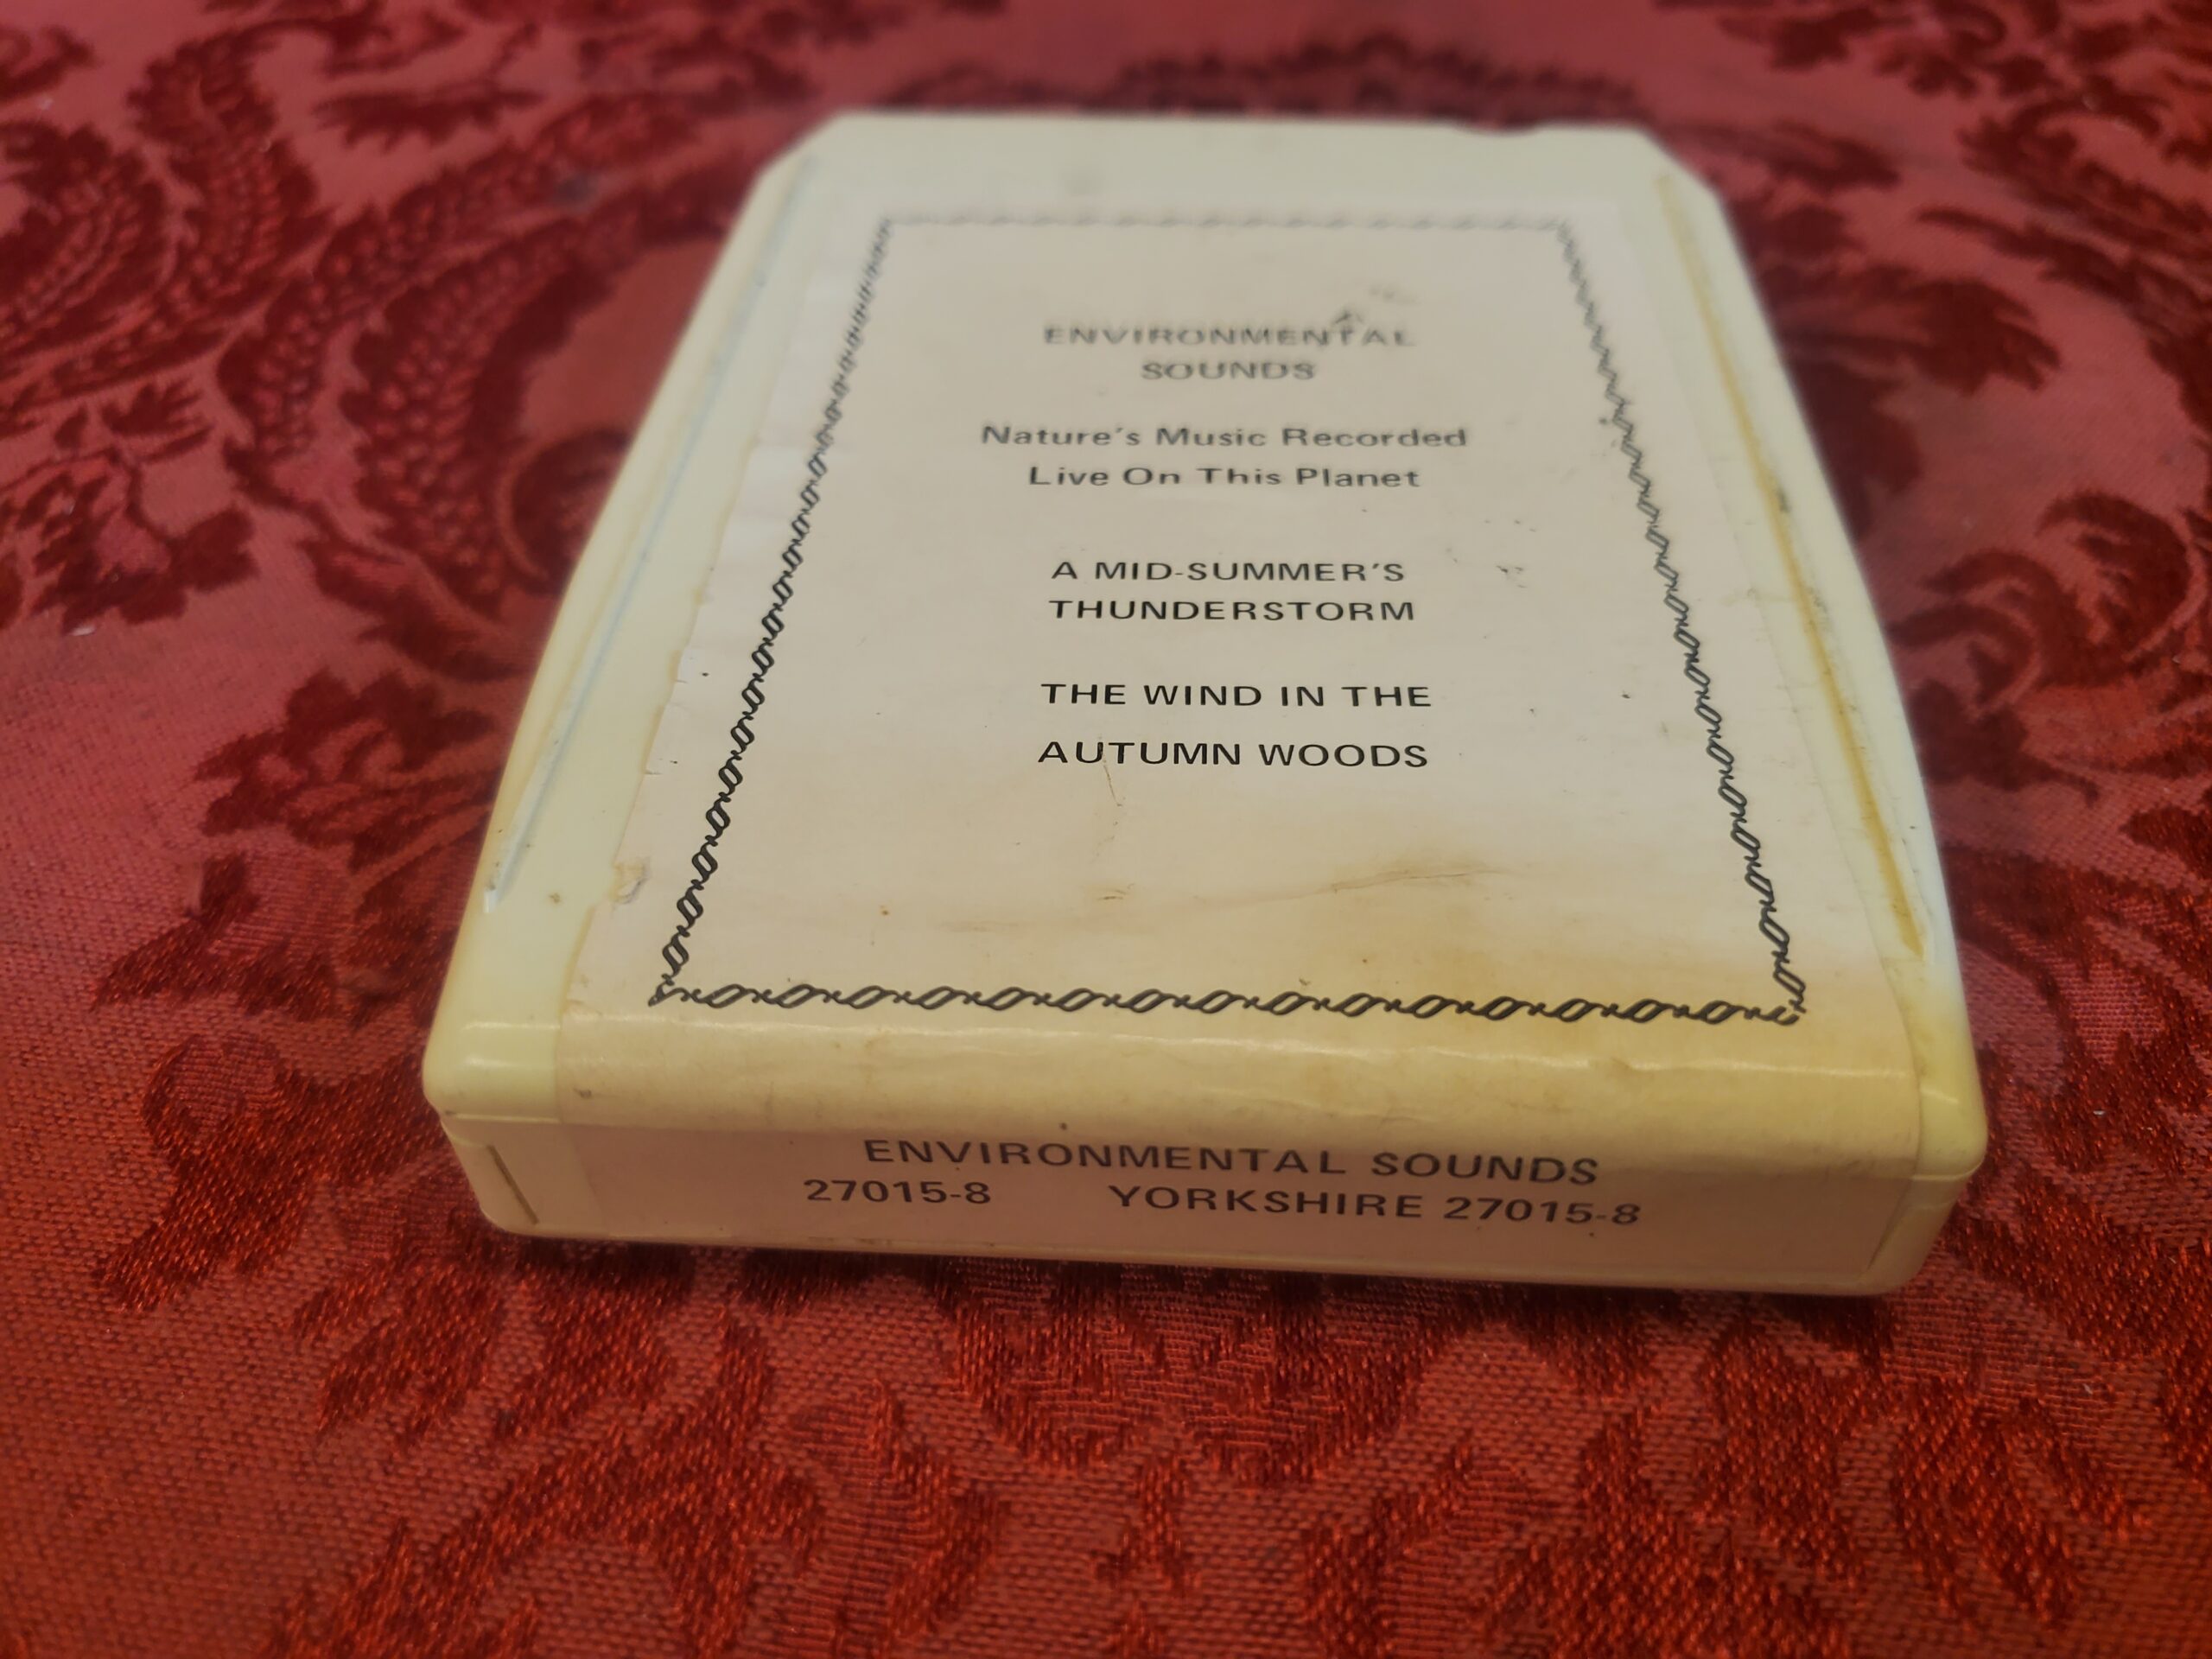 ENVIRONMENTAL
SOUNDS
Nature's Music Recorded
Live On This Planet
A MID-SUMMER'S
THUNDERSTORM
THE WIND IN THE
AUTUMN WOODS
ENVIRONMENTAL SOUNDS
27015-8 YORKSHIRE 27015-8